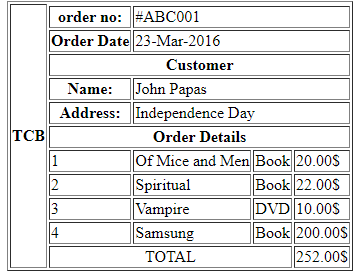 order no: #ABC001
Order Date 23-Mar-2016
Customer
Name: John Papas
Address: Independence Day
TCB Order Details
1 Of Mice and Men Book 20.00$
2 Spiritual Book 22.00$
3 Vampire DVD 10.00$
4 Samsung Book 200.00$
TOTAL 252.00$